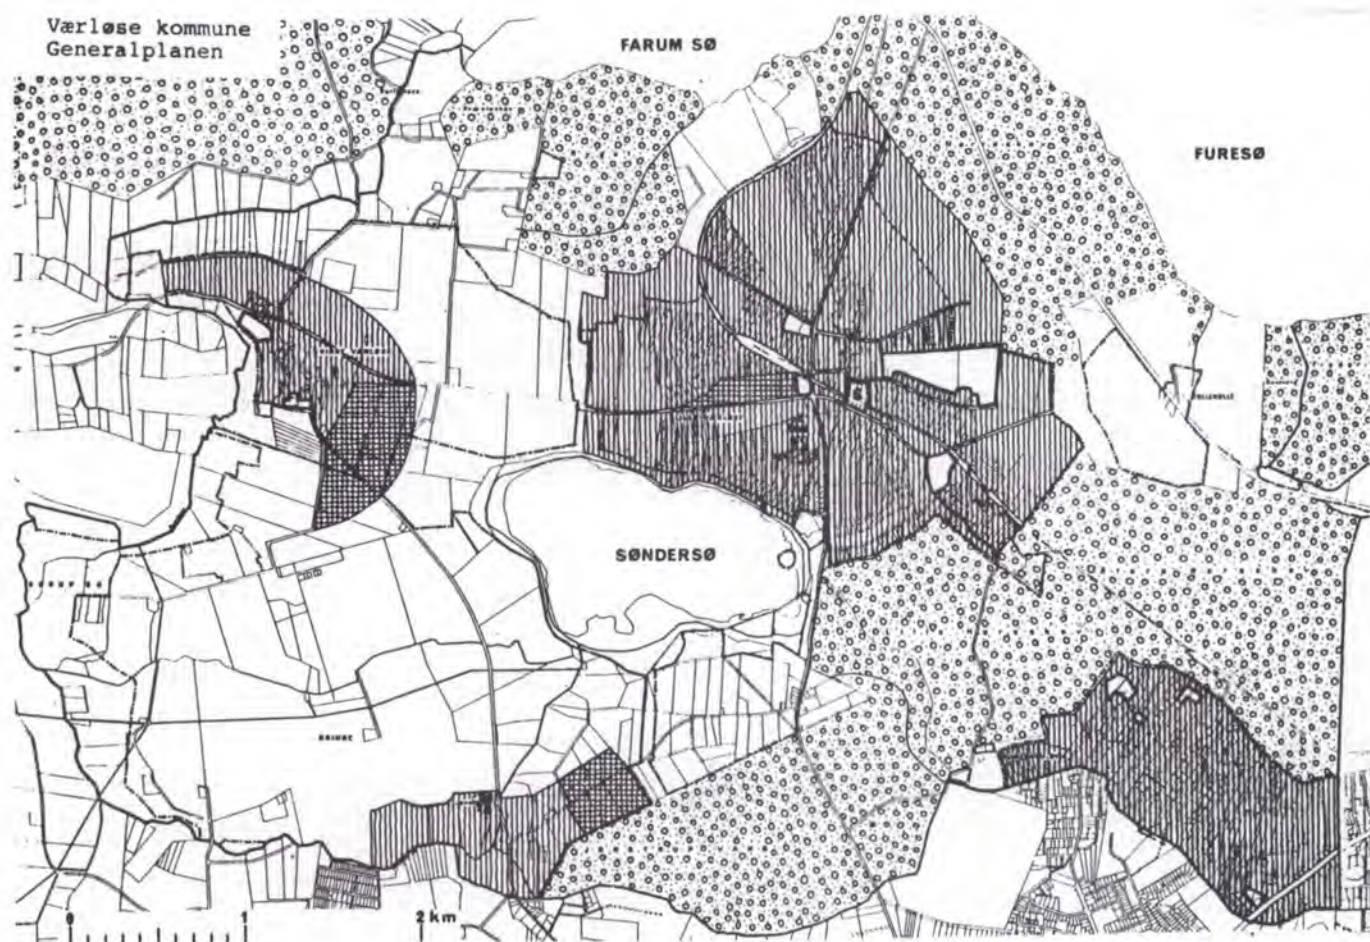 Værløse kommune
Generalplanen
FARUM SØ
FURESØ
SØNDERSØ
0 1 2 km